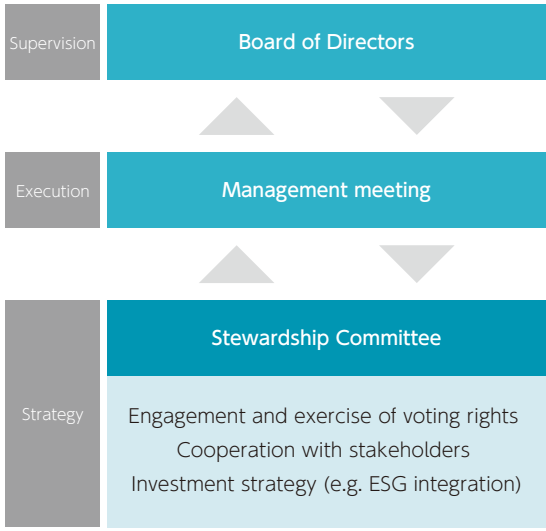 Supervision
Board of Directors
Execution
Management meeting
Strategy
Stewardship Committee
Engagement and exercise of voting rights
Cooperation with stakeholders
Investment strategy (e.g. ESG integration)